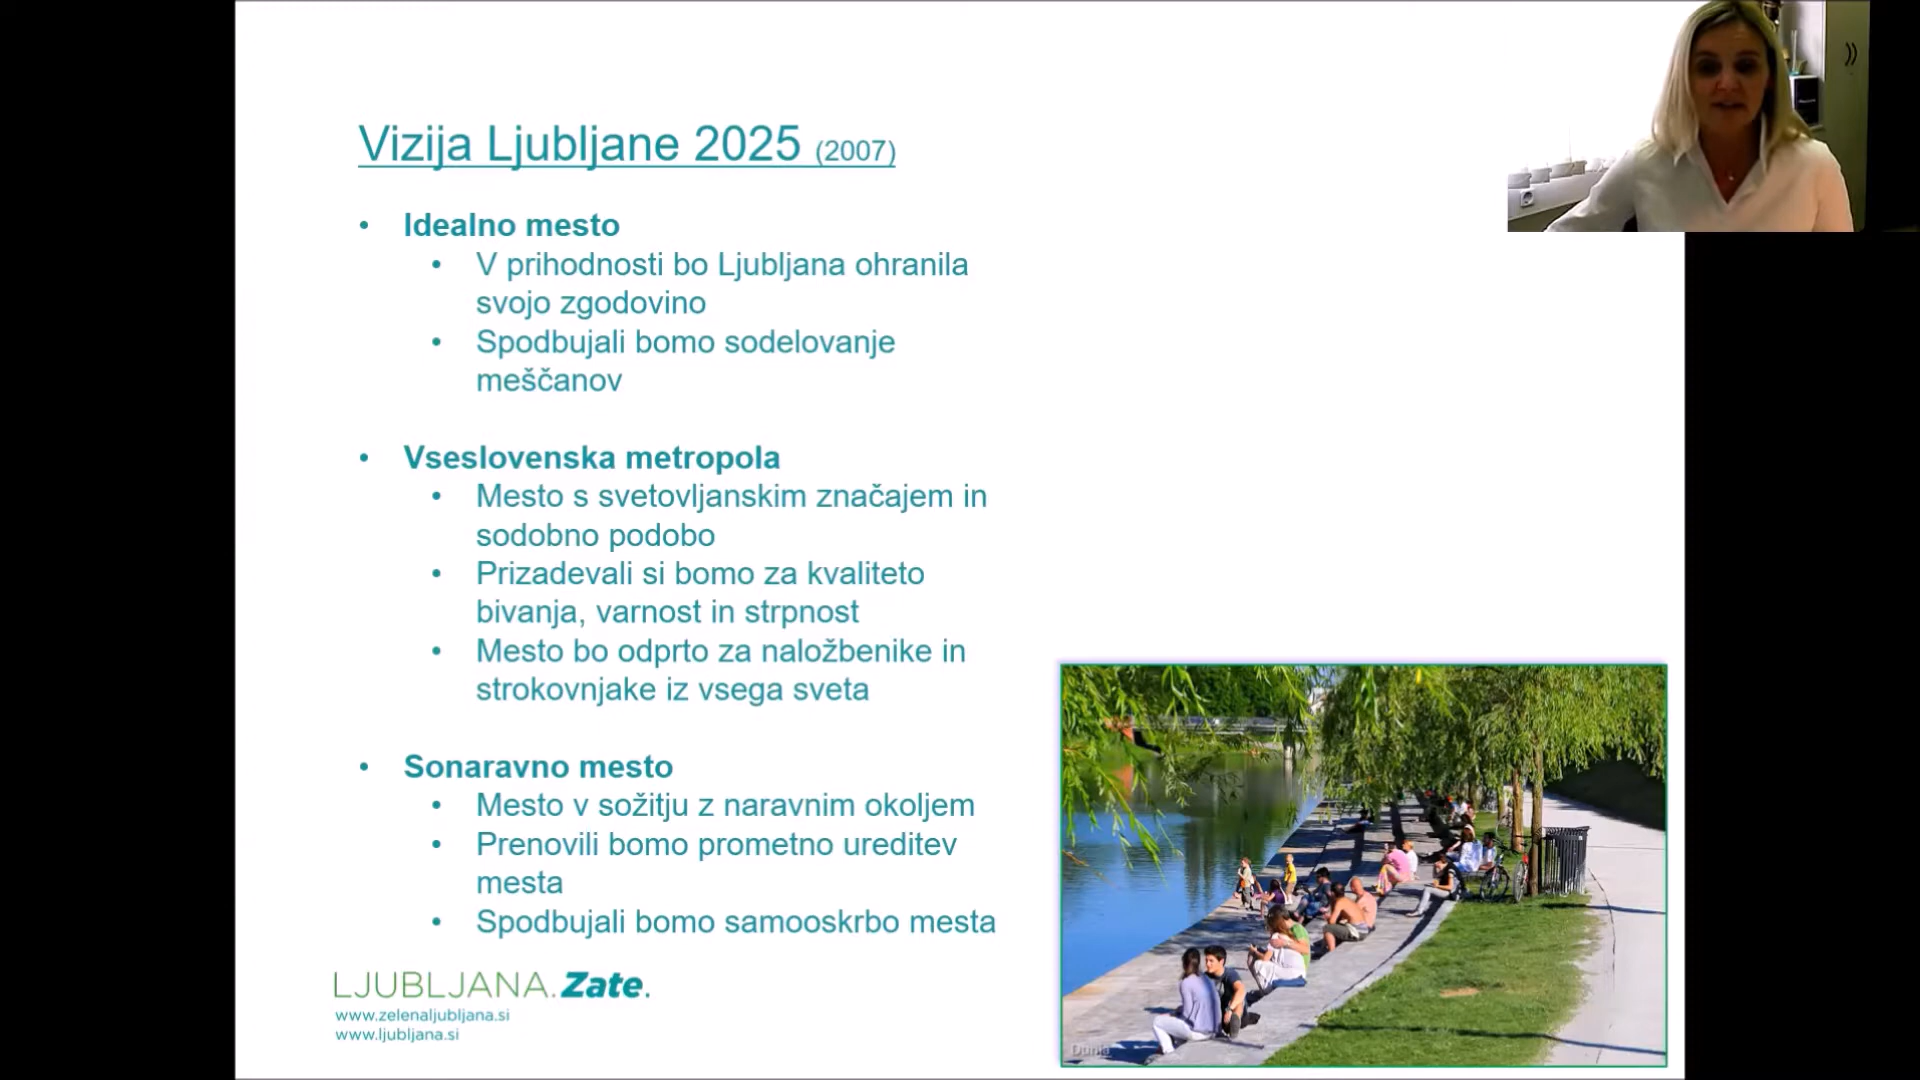 Vizija Ljubljane 2025 (2007)
• Idealno mesto
• V prihodnosti bo Ljubljana ohranila
svojo zgodovino
• Spodbujali bomo sodelovanje
meščanov
• Vseslovenska metropola
• Mesto s svetovljanskim značajem in
sodobno podobo
• Prizadevali si bomo za kvaliteto
bivanja, varnost in strpnost
• Mesto bo odprto za naložbenike in
strokovnjake iz vsega sveta
• Sonaravno mesto
• Mesto v sožitju z naravnim okoljem
• Prenovili bomo prometno ureditev
mesta
• Spodbujali bomo samooskrbo mesta
LJUBLJANA.Zate.
www.zelenaljubljana.si
www.ljubljana.si